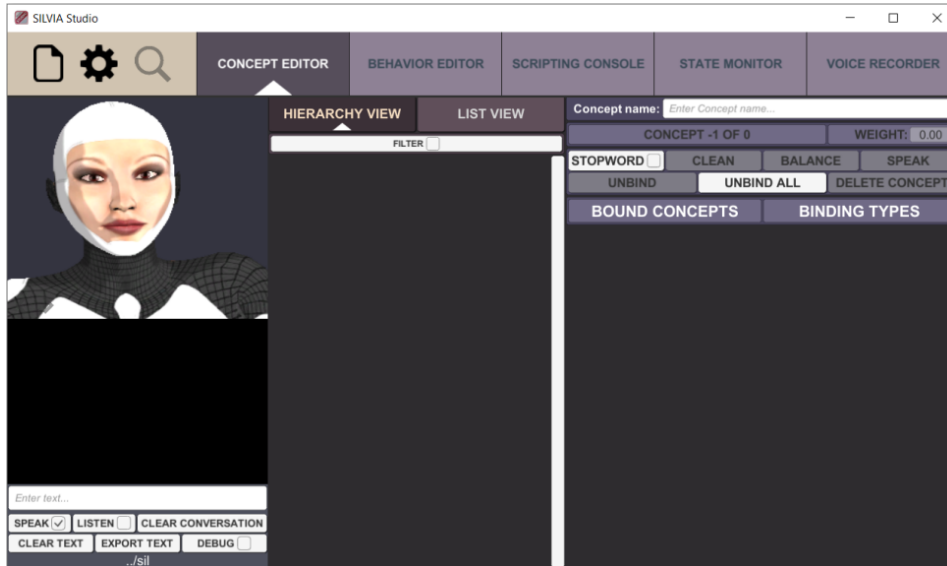 SILVIA Studio
CONCEPT EDITOR
BEHAVIOR EDITOR
SCRIPTING CONSOLE
STATE MONITOR
VOICE RECORDER
HIERARCHY VIEW
LIST VIEW
FILTER
Concept name: Enter Concept name...
CONCEPT -1 OF 0
WEIGHT: 0.00
STOPWORD
CLEAN
BALANCE
SPEAK
UNBIND
UNBIND ALL
DELETE CONCEPT
BOUND CONCEPTS
BINDING TYPES
Enter text...
SPEAK
LISTEN
CLEAR CONVERSATION
CLEAR TEXT
EXPORT TEXT
DEBUG
../sil